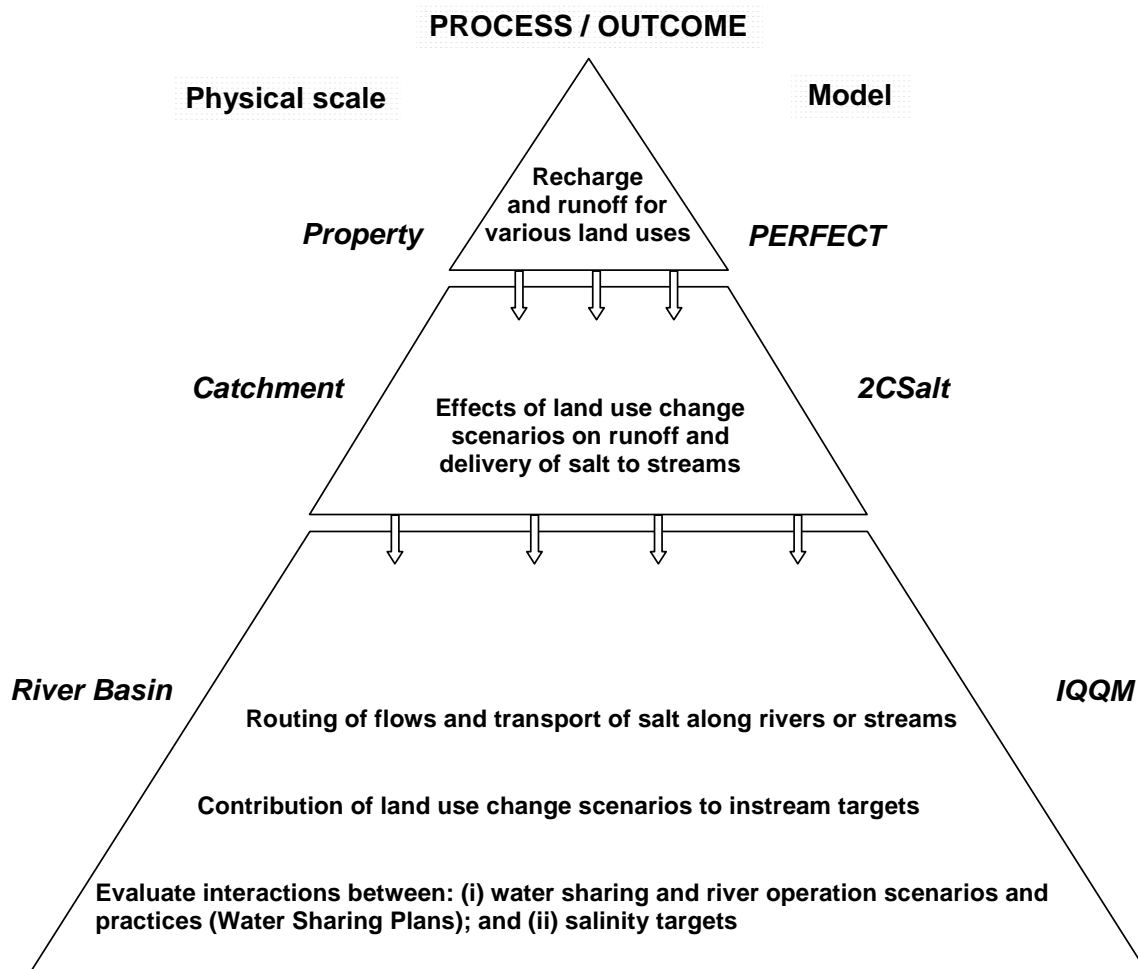 PROCESS / OUTCOME
Physical scale
Model
Recharge
and runoff for
various land uses
Property
PERFECT
Catchment
2CSalt
Effects of land use change
scenarios on runoff and
delivery of salt to streams
River Basin
IQQM
Routing of flows and transport of salt along rivers or streams
Contribution of land use change scenarios to instream targets
Evaluate interactions between: (i) water sharing and river operation scenarios and
practices (Water Sharing Plans); and (ii) salinity targets